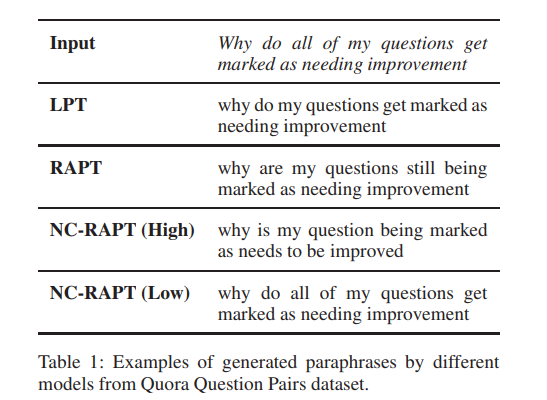 Input Why do all of my questions get
marked as needing improvement
LPT why do my questions get marked as
needing improvement
RAPT why are my questions still being
marked as needing improvement
NC-RAPT (High) why is my question being marked
as needs to be improved
NC-RAPT (Low) why do all of my questions get
marked as needing improvement
Table 1: Examples of generated paraphrases by different
models from Quora Question Pairs dataset.